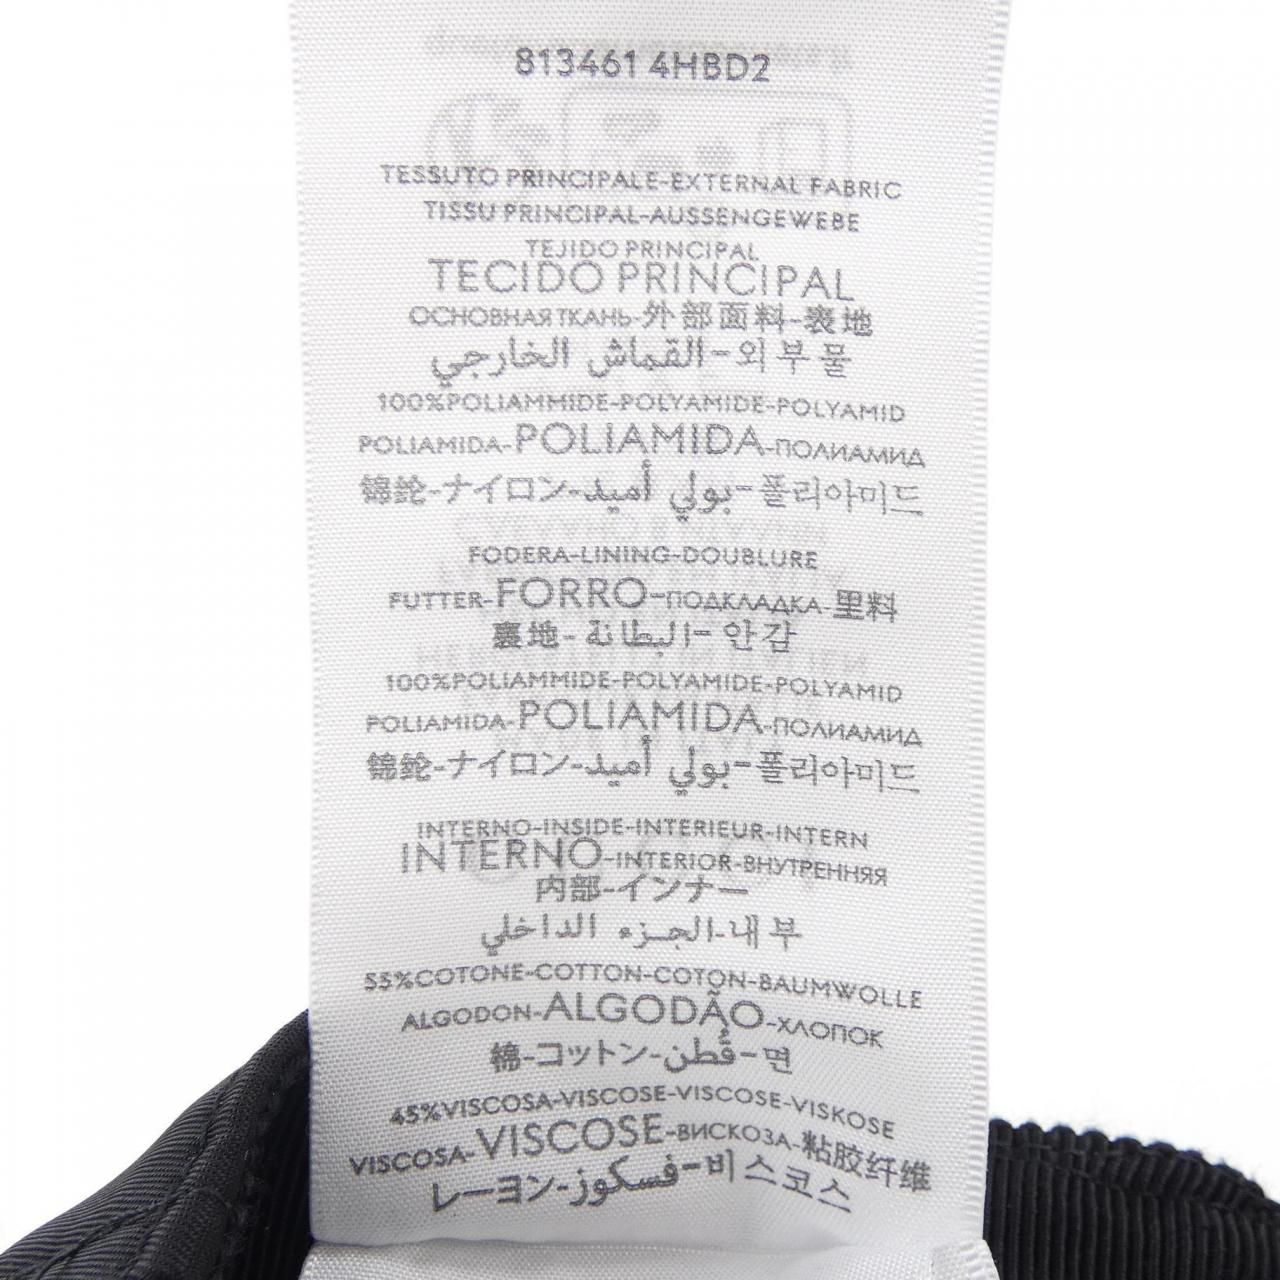 813461 4HBD2
TESSUTO PRINCIPALE-EXTERNAL FABRIC
TISSU PRINCIPAL-AUSSENGEWEBE
TEJIDO PRINCIPAL
TECIDO PRINCIPAL
ОСНОВНАЯ ТКАНЬ-外部面料-表地
القماش الخارجي-외부물
100%POLIAMMIDE-POLYAMIDE-POLYAMID
POLIAMIDA-POLIAMIDA-ПОЛИАМИД
锦纶-ナイロン-بولي أميد-폴리아미드
FODERA-LINING-DOUBLURE
FUTTER-FORRO-ПОДКЛАДКА-里料
裏地-البطانة-안감
100%POLIAMMIDE-POLYAMIDE-POLYAMID
POLIAMIDA-POLIAMIDA-ПОЛИАМИД
锦纶-ナイロン-بولي أميد-폴리아미드
INTERNO-INSIDE-INTERIEUR-INTERN
INTERNO-INTERIOR-ВНУТРЕННЯЯ
内部-インナー
الجزء الداخلي-내부
55%COTONE-COTTON-COTON-BAUMWOLLE
ALGODON-ALGODÃO-ХЛОПОК
棉-コットン-قُطن-면
45%VISCOSA-VISCOSE-VISCOSE-VISKOSE
VISCOSA-VISCOSE-ВИСКОЗА-粘胶纤维
レーヨン-فسكوز-비스코스